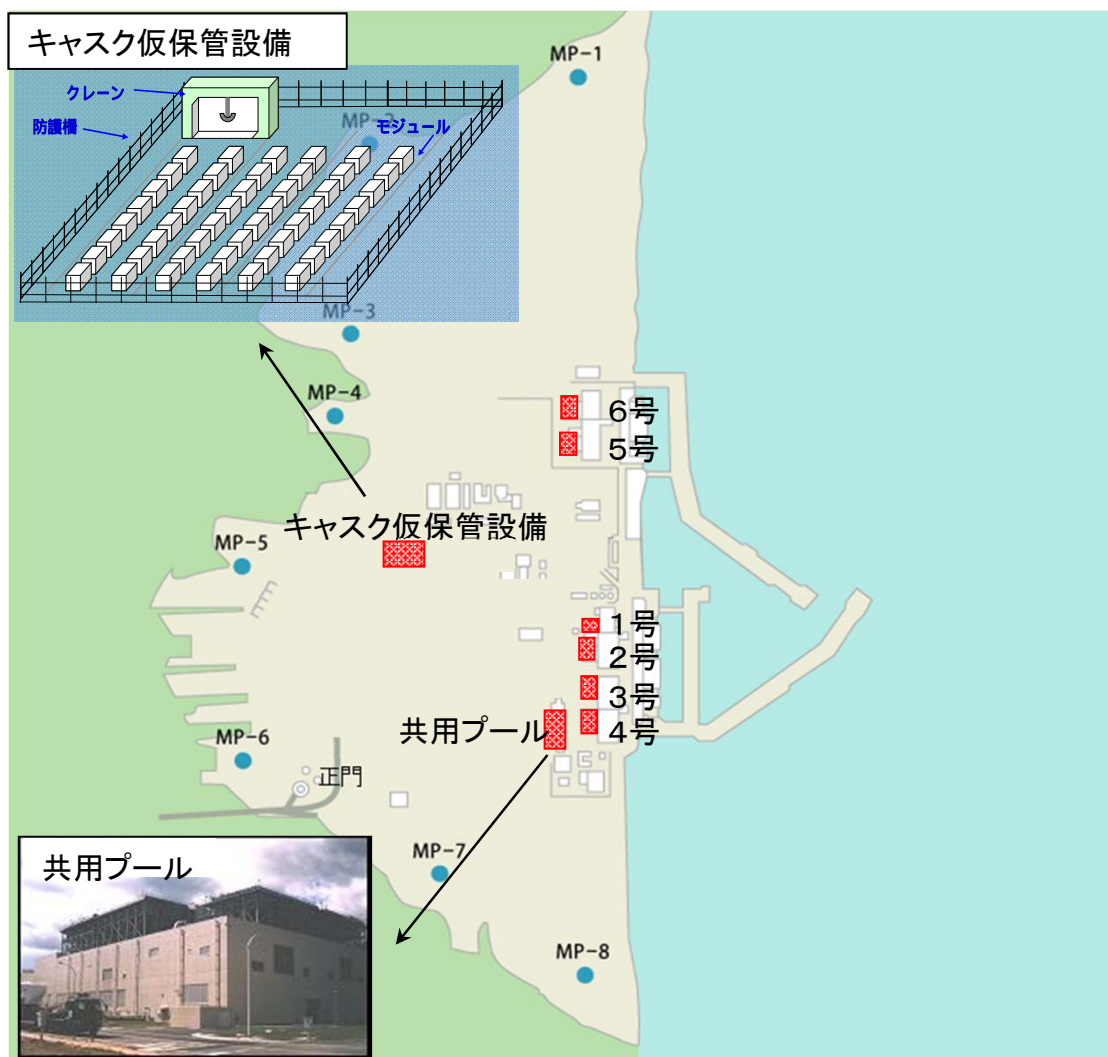 キャスク仮保管設備
MP-1
クレーン
防護柵
MP-2
モジュール
MP-3
MP-4
6号
5号
キャスク仮保管設備
MP-5
1号
2号
3号
共用プール
4号
MP-6
正門
共用プール
MP-7
MP-8